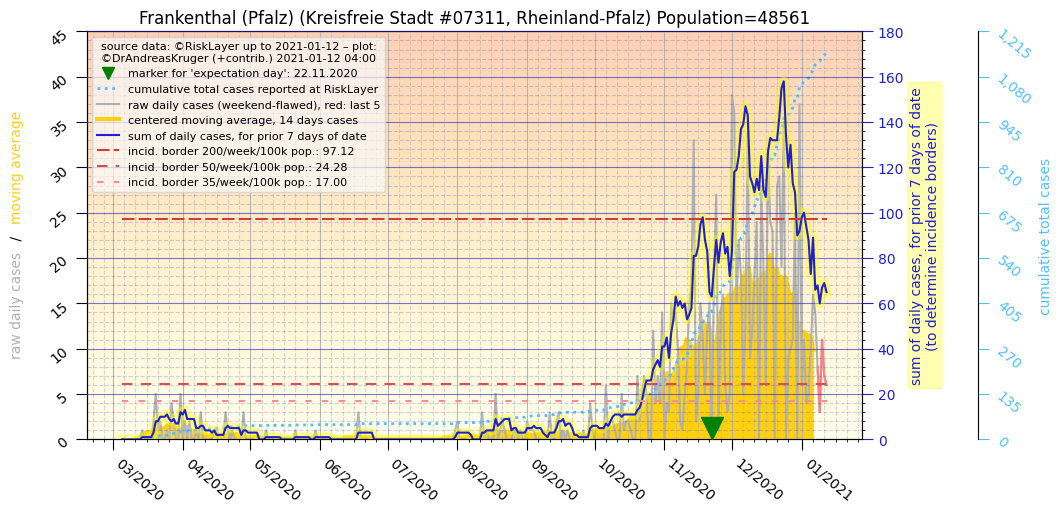 Frankenthal (Pfalz) (Kreisfreie Stadt #07311, Rheinland-Pfalz) Population=48561
source data: ©RiskLayer up to 2021-01-12 – plot:
©DrAndreasKruger (+contrib.) 2021-01-12 04:00
marker for 'expectation day': 22.11.2020
cumulative total cases reported at RiskLayer
raw daily cases (weekend-flawed), red: last 5
centered moving average, 14 days cases
sum of daily cases, for prior 7 days of date
incid. border 200/week/100k pop.: 97.12
incid. border 50/week/100k pop.: 24.28
incid. border 35/week/100k pop.: 17.00
raw daily cases / moving average
45
40
35
30
25
20
15
10
5
0
03/2020
04/2020
05/2020
06/2020
07/2020
08/2020
09/2020
10/2020
11/2020
12/2020
01/2021
180
160
140
120
100
80
60
40
20
0
sum of daily cases, for prior 7 days of date
(to determine incidence borders)
1,215
1,080
945
810
675
540
405
270
135
0
cumulative total cases